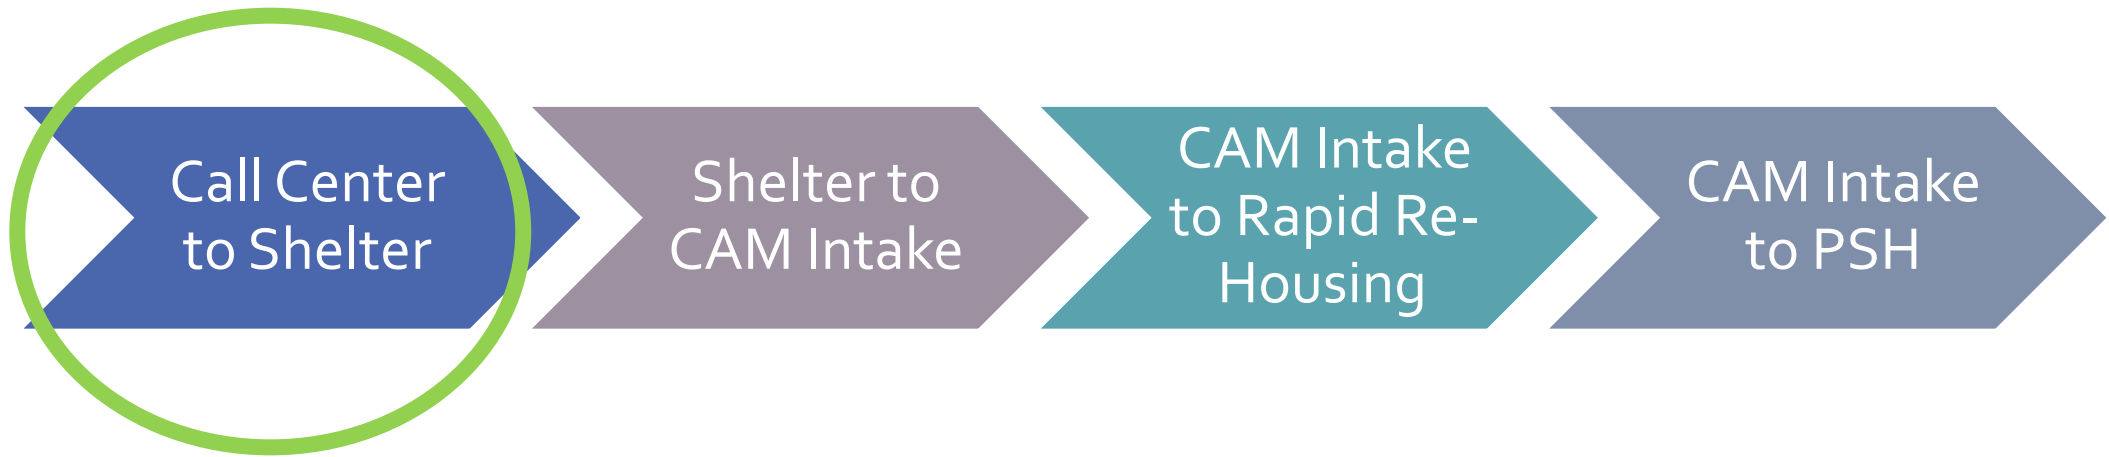 Call Center
to Shelter
Shelter to
CAM Intake
CAM Intake
to Rapid Re-
Housing
CAM Intake
to PSH